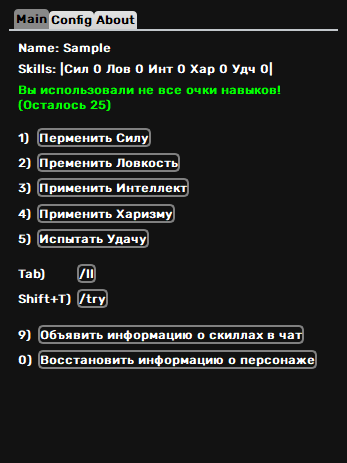 Main Config About
Name: Sample
Skills: |Сил 0 Лов 0 Инт 0 Хар 0 Удч 0|
Вы использовали не все очки навыков!
(Осталось 25)
1) Перменить Силу
2) Пременить Ловкость
3) Применить Интеллект
4) Применить Харизму
5) Испытать Удачу
Tab) /ll
Shift+T) /try
9) Объявить информацию о скиллах в чат
0) Восстановить информацию о персонаже